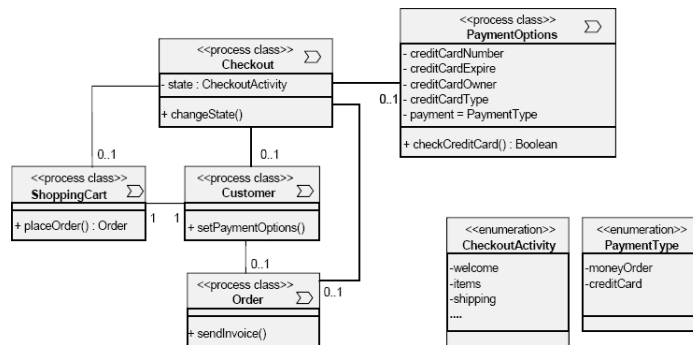 <<process class>>
Checkout
- state : CheckoutActivity
+ changeState()
<<process class>>
PaymentOptions
- creditCardNumber
- creditCardExpire
- creditCardOwner
- creditCardType
- payment = PaymentType
+ checkCreditCard() : Boolean
0..1
0..1
0..1
<<process class>>
ShoppingCart
+ placeOrder() : Order
1
1
<<process class>>
Customer
+ setPaymentOptions()
0..1
0..1
<<process class>>
Order
+ sendInvoice()
<<enumeration>>
CheckoutActivity
-welcome
-items
-shipping
....
<<enumeration>>
PaymentType
-moneyOrder
-creditCard